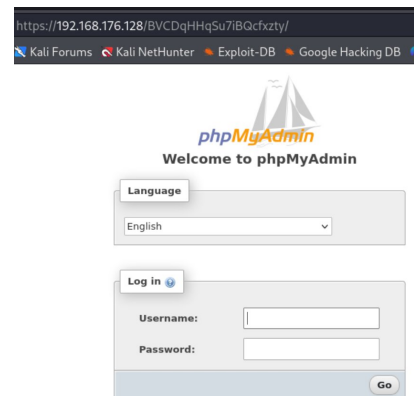 https://192.168.176.128/BVCDqHHqSu7iBQcfxzty/
Kali Forums Kali NetHunter Exploit-DB Google Hacking DB
phpMyAdmin
Welcome to phpMyAdmin
Language
English
Log in
Username:
Password:
Go